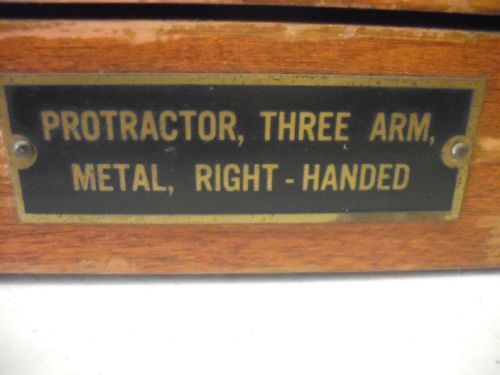 PROTRACTOR, THREE ARM,
METAL, RIGHT - HANDED